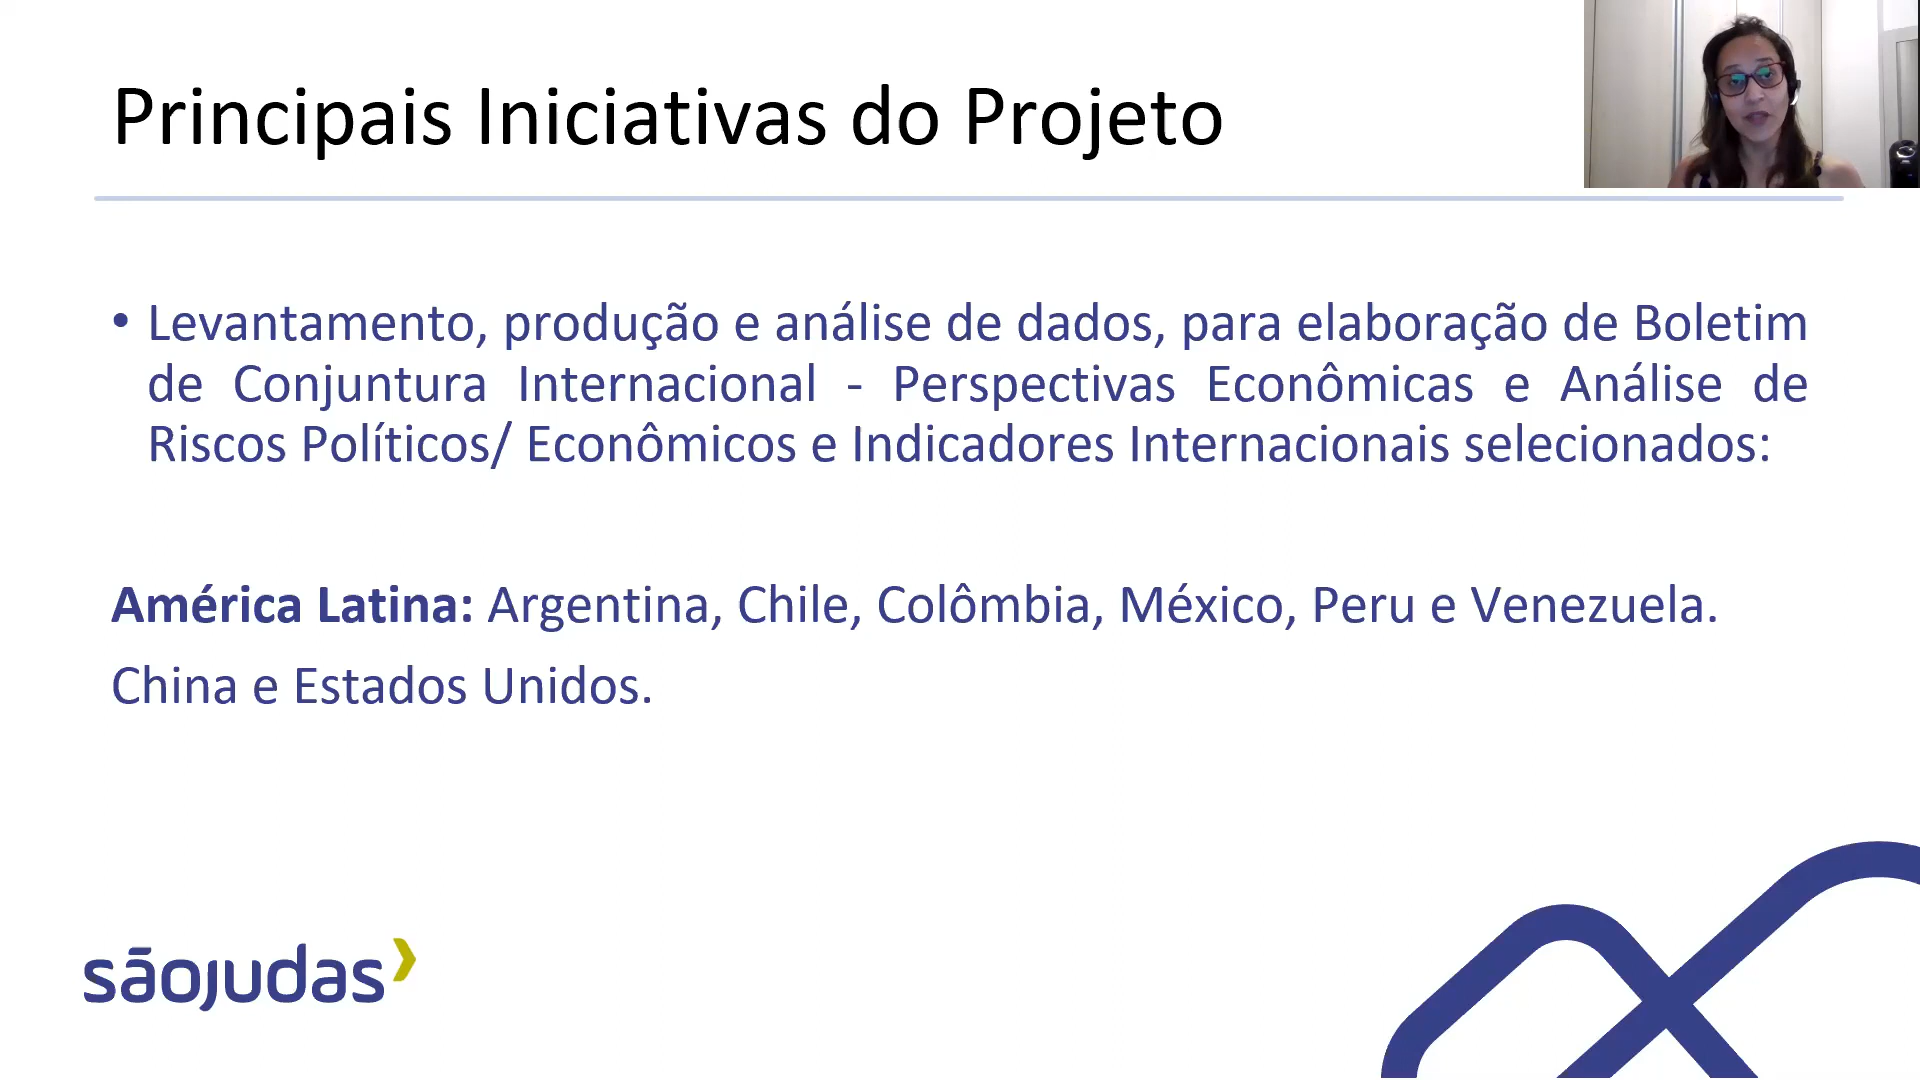 Principais Iniciativas do Projeto
• Levantamento, produção e análise de dados, para elaboração de Boletim
de Conjuntura Internacional - Perspectivas Econômicas e Análise de
Riscos Políticos/ Econômicos e Indicadores Internacionais selecionados:
América Latina: Argentina, Chile, Colômbia, México, Peru e Venezuela.
China e Estados Unidos.
sãojudas